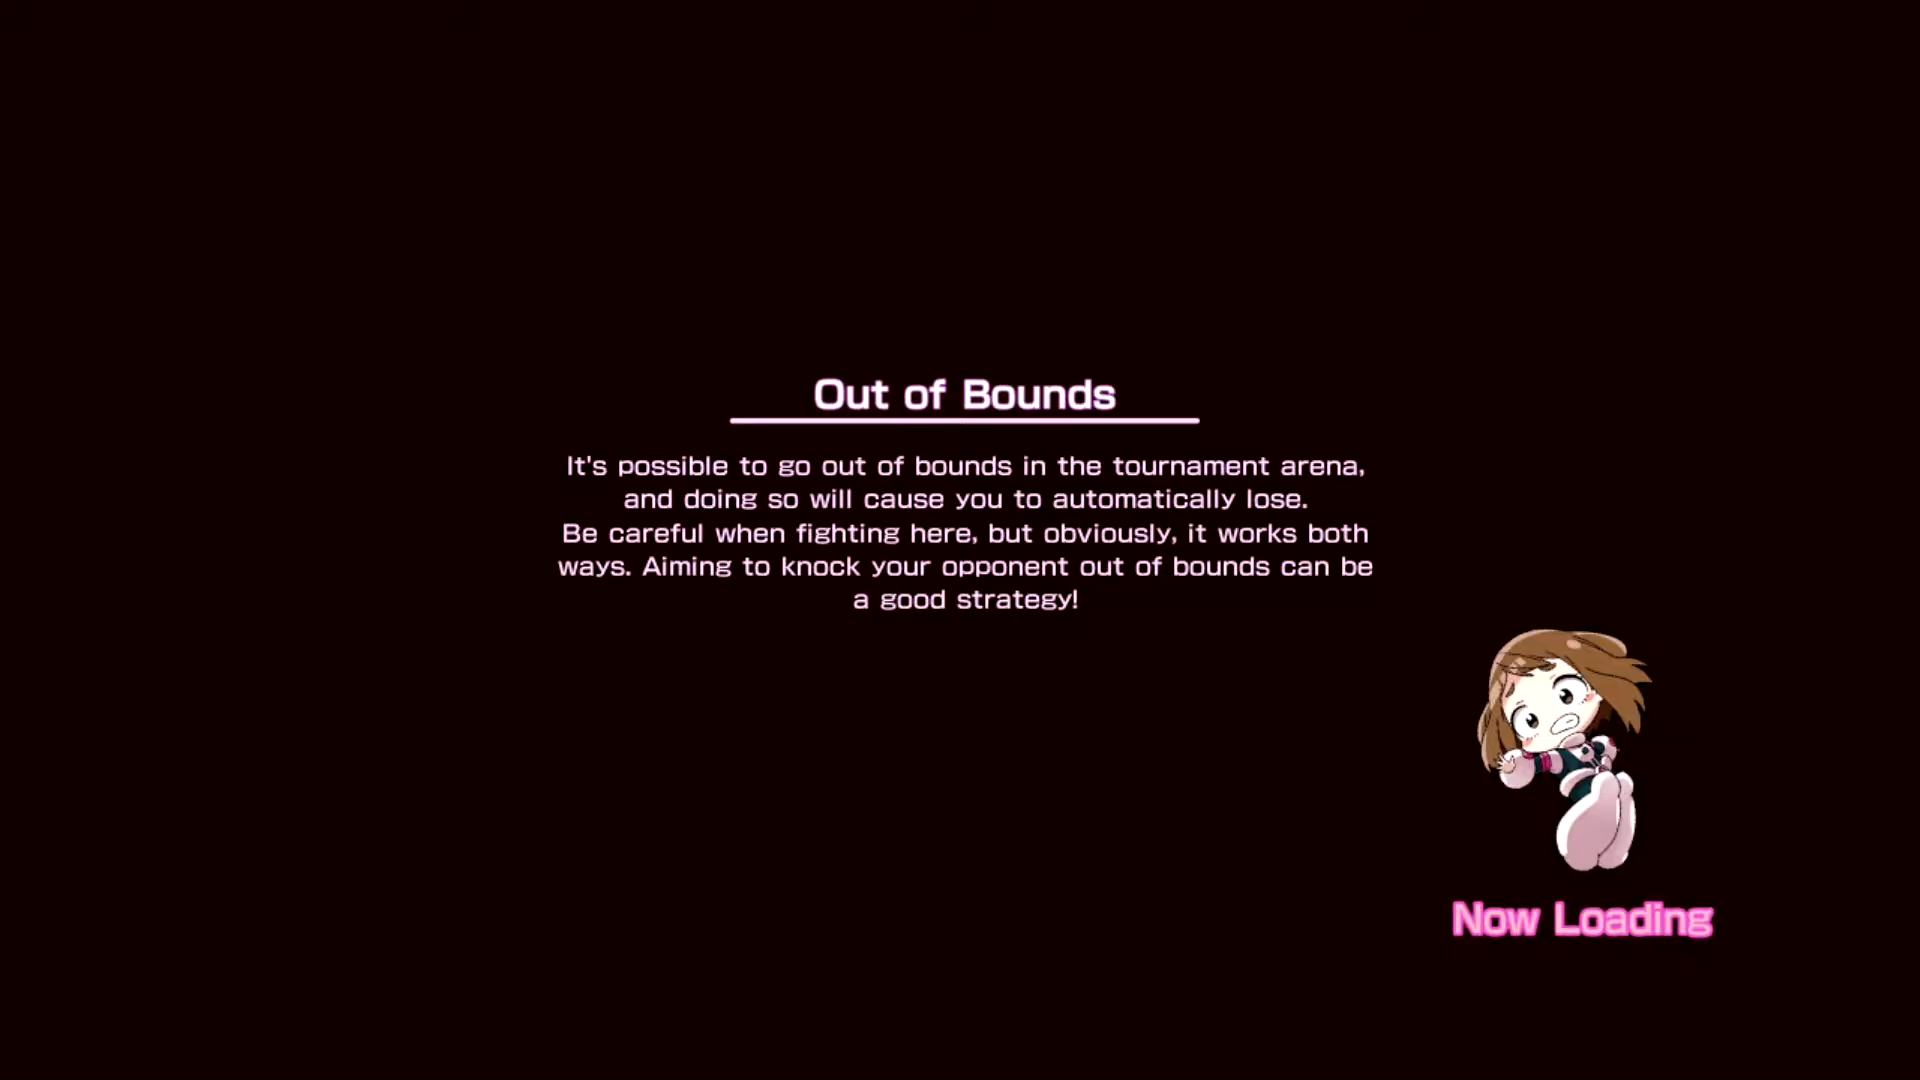 Out of Bounds
It's possible to go out of bounds in the tournament arena,
and doing so will cause you to automatically lose.
Be careful when fighting here, but obviously, it works both
ways. Aiming to knock your opponent out of bounds can be
a good strategy!
Now Loading